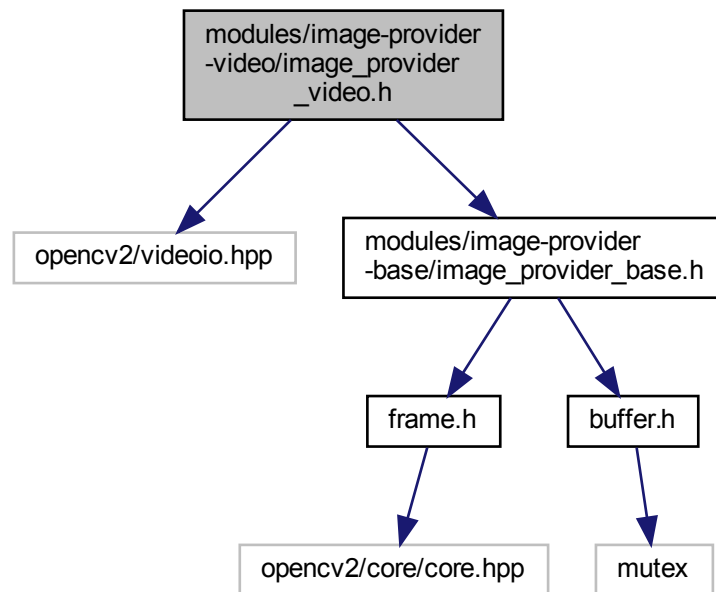 modules/image-provider
-video/image_provider
_video.h
opencv2/videoio.hpp
modules/image-provider
-base/image_provider_base.h
frame.h
buffer.h
opencv2/core/core.hpp
mutex